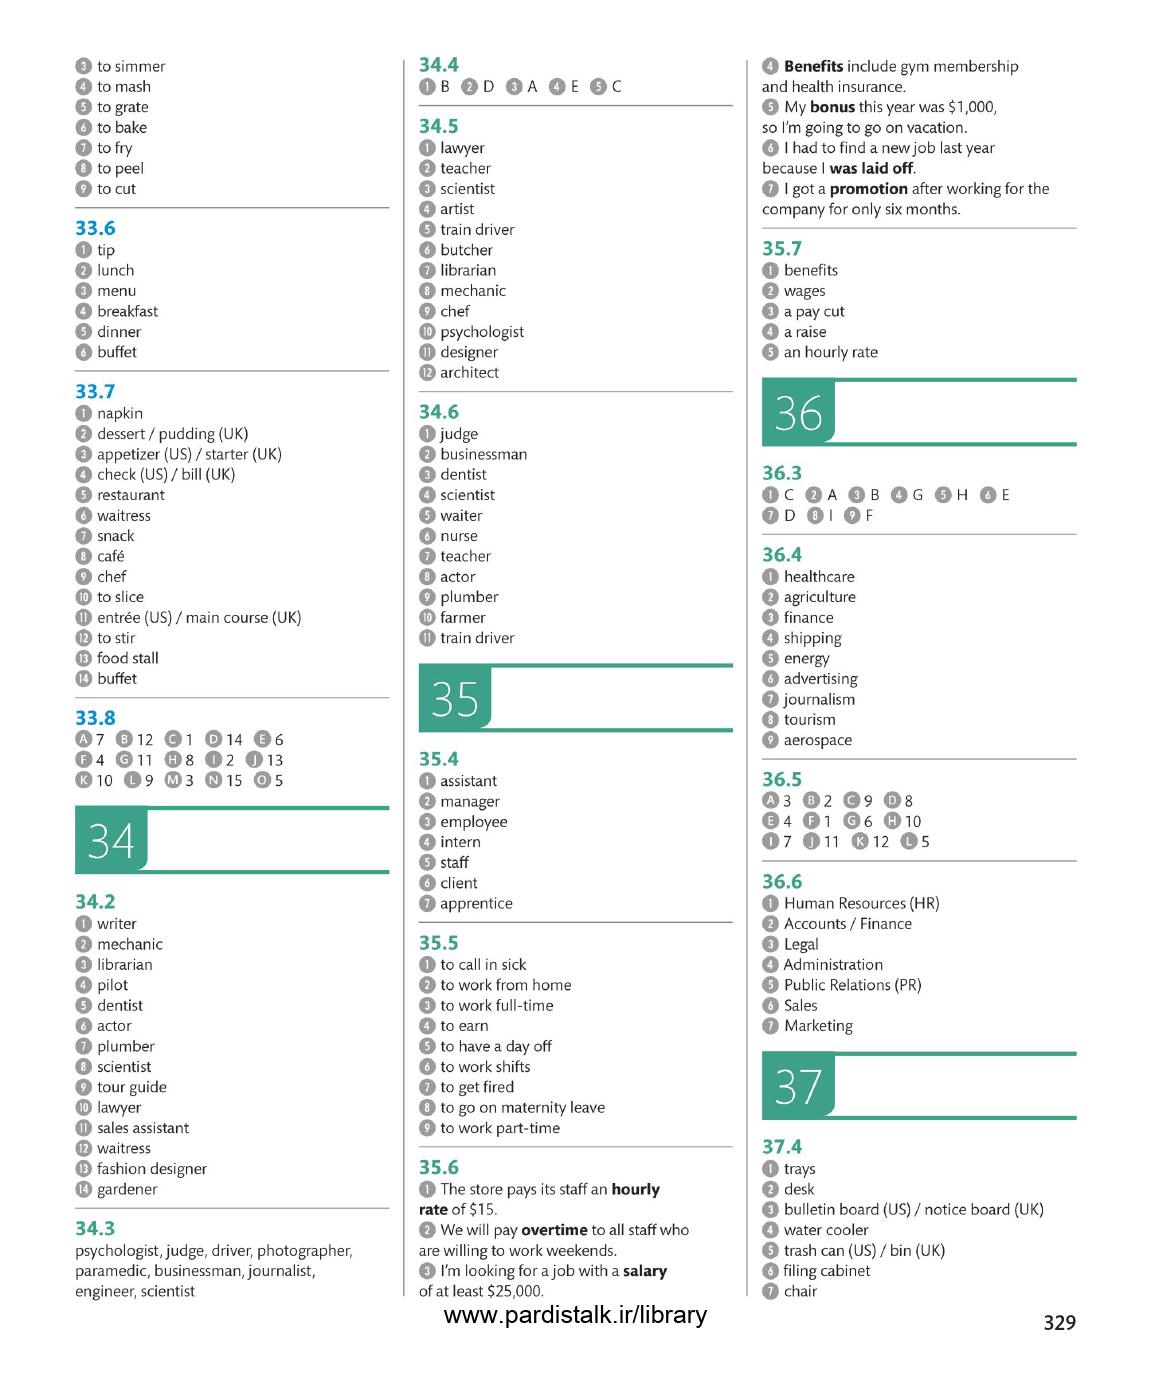 3 to simmer
4 to mash
5 to grate
6 to bake
7 to fry
8 to peel
9 to cut
33.6
1 tip
2 lunch
3 menu
4 breakfast
5 dinner
6 buffet
33.7
1 napkin
2 dessert / pudding (UK)
3 appetizer (US) / starter (UK)
4 check (US) / bill (UK)
5 restaurant
6 waitress
7 snack
8 café
9 chef
10 to slice
11 entrée (US) / main course (UK)
12 to stir
13 food stall
14 buffet
33.8
A 7 B 12 C 1 D 14 E 6
F 4 G 11 H 8 I 2 J 13
K 10 L 9 M 3 N 15 O 5
34
34.2
1 writer
2 mechanic
3 librarian
4 pilot
5 dentist
6 actor
7 plumber
8 scientist
9 tour guide
10 lawyer
11 sales assistant
12 waitress
13 fashion designer
14 gardener
34.3
psychologist, judge, driver, photographer,
paramedic, businessman, journalist,
engineer, scientist
34.4
1 B 2 D 3 A 4 E 5 C
34.5
1 lawyer
2 teacher
3 scientist
4 artist
5 train driver
6 butcher
7 librarian
8 mechanic
9 chef
10 psychologist
11 designer
12 architect
34.6
1 judge
2 businessman
3 dentist
4 scientist
5 waiter
6 nurse
7 teacher
8 actor
9 plumber
10 farmer
11 train driver
35
35.4
1 assistant
2 manager
3 employee
4 intern
5 staff
6 client
7 apprentice
35.5
1 to call in sick
2 to work from home
3 to work full-time
4 to earn
5 to have a day off
6 to work shifts
7 to get fired
8 to go on maternity leave
9 to work part-time
35.6
1 The store pays its staff an hourly
rate of $15.
2 We will pay overtime to all staff who
are willing to work weekends.
3 I'm looking for a job with a salary
of at least $25,000.
4 Benefits include gym membership
and health insurance.
5 My bonus this year was $1,000,
so I'm going to go on vacation.
6 I had to find a new job last year
because I was laid off.
7 I got a promotion after working for the
company for only six months.
35.7
1 benefits
2 wages
3 a pay cut
4 a raise
5 an hourly rate
36
36.3
1 C 2 A 3 B 4 G 5 H 6 E
7 D 8 I 9 F
36.4
1 healthcare
2 agriculture
3 finance
4 shipping
5 energy
6 advertising
7 journalism
8 tourism
9 aerospace
36.5
A 3 B 2 C 9 D 8
E 4 F 1 G 6 H 10
I 7 J 11 K 12 L 5
36.6
1 Human Resources (HR)
2 Accounts / Finance
3 Legal
4 Administration
5 Public Relations (PR)
6 Sales
7 Marketing
37
37.4
1 trays
2 desk
3 bulletin board (US) / notice board (UK)
4 water cooler
5 trash can (US) / bin (UK)
6 filing cabinet
7 chair
www.pardistalk.ir/library
329